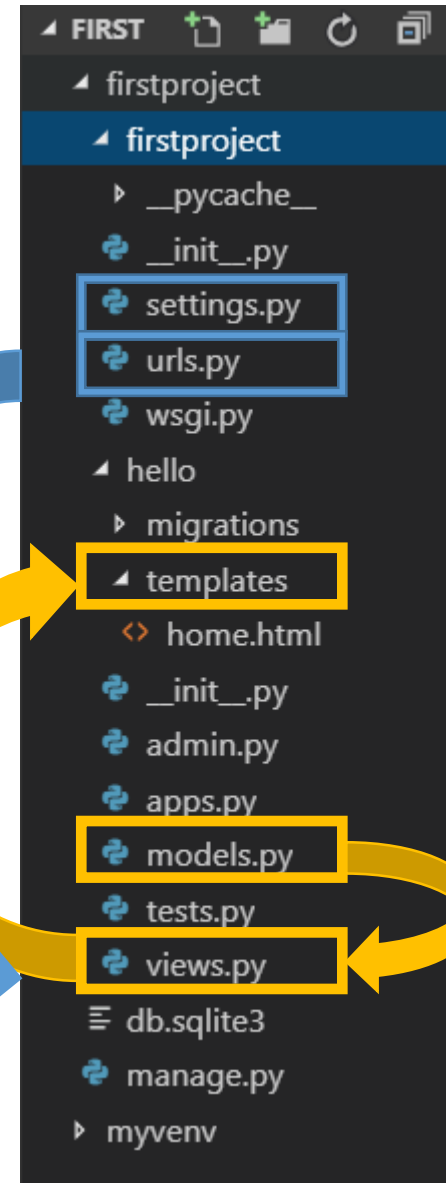 FIRST
firstproject
firstproject
__pycache__
__init__.py
settings.py
urls.py
wsgi.py
hello
migrations
templates
<> home.html
__init__.py
admin.py
apps.py
models.py
tests.py
views.py
db.sqlite3
manage.py
myvenv